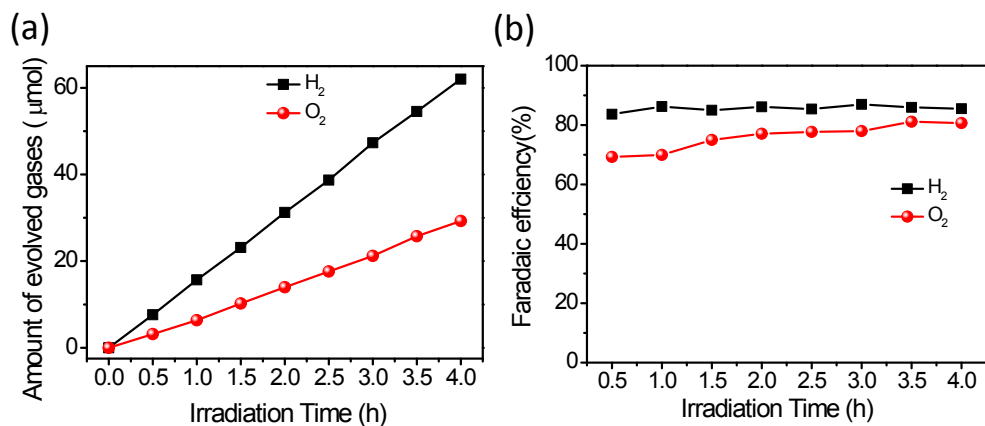 (a)
Amount of evolved gases ( μmol)
60
40
20
0
H₂
O₂
0.0 0.5 1.0 1.5 2.0 2.5 3.0 3.5 4.0
Irradiation Time (h)
(b)
Faradaic effciency(%)
100
80
60
40
20
0
H₂
O₂
0.5 1.0 1.5 2.0 2.5 3.0 3.5 4.0
Irradiation Time (h)